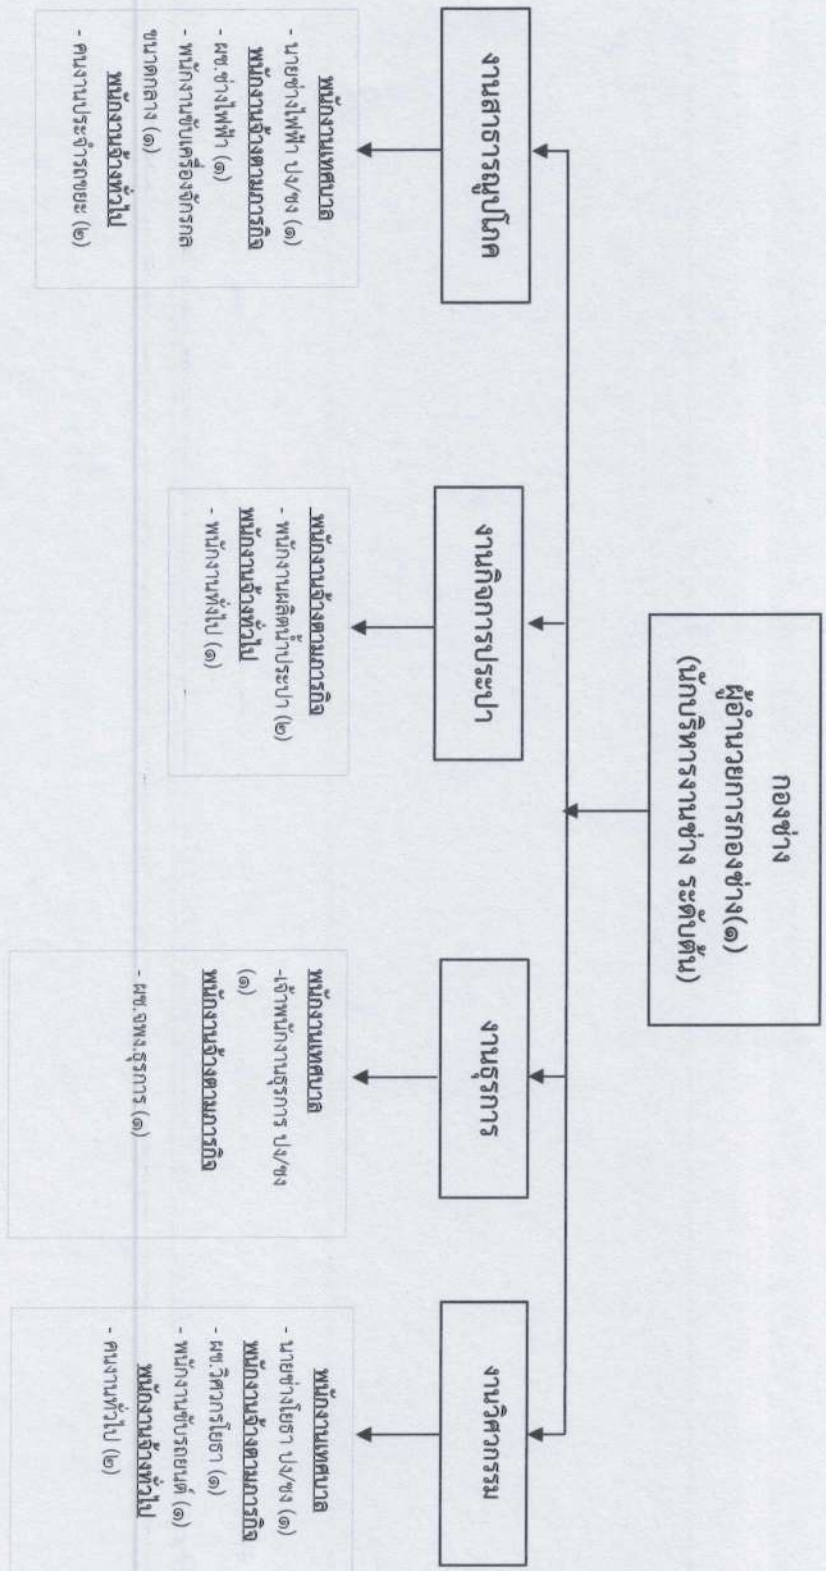 กองช่าง
ผู้อำนวยการกองช่าง(๑)
(นักบริหารงานช่าง ระดับต้น)
งานสาธารณูปโภค
พนักงานเทศบาล
- นายช่างไฟฟ้า ปง/ชง (๑)
พนักงานจ้างตามภารกิจ
- ผช.ช่างไฟฟ้า (๑)
- พนักงานขับเครื่องจักรกล
ขนาดกลาง (๑)
พนักงานจ้างทั่วไป
- คนงานประจำรถขยะ (๒)
งานกิจการประปา
พนักงานจ้างตามภารกิจ
- พนักงานผลิตน้ำประปา (๒)
พนักงานจ้างทั่วไป
- พนักงานทั่งไป (๑)
งานธุรการ
พนักงานเทศบาล
-เจ้าพนักงานธุรการ ปง/ชง
(๑)
พนักงานจ้างตามภารกิจ
- ผช.จพง.ธุรการ (๑)
งานวิศวกรรม
พนักงานเทศบาล
- นายช่างโยธา ปง/ชง (๑)
พนักงานจ้างตามภารกิจ
- ผช.วิศวกรโยธา (๑)
- พนักงานขับรถยนต์ (๑)
พนักงานจ้างทั่วไป
- คนงานทั่วไป (๒)